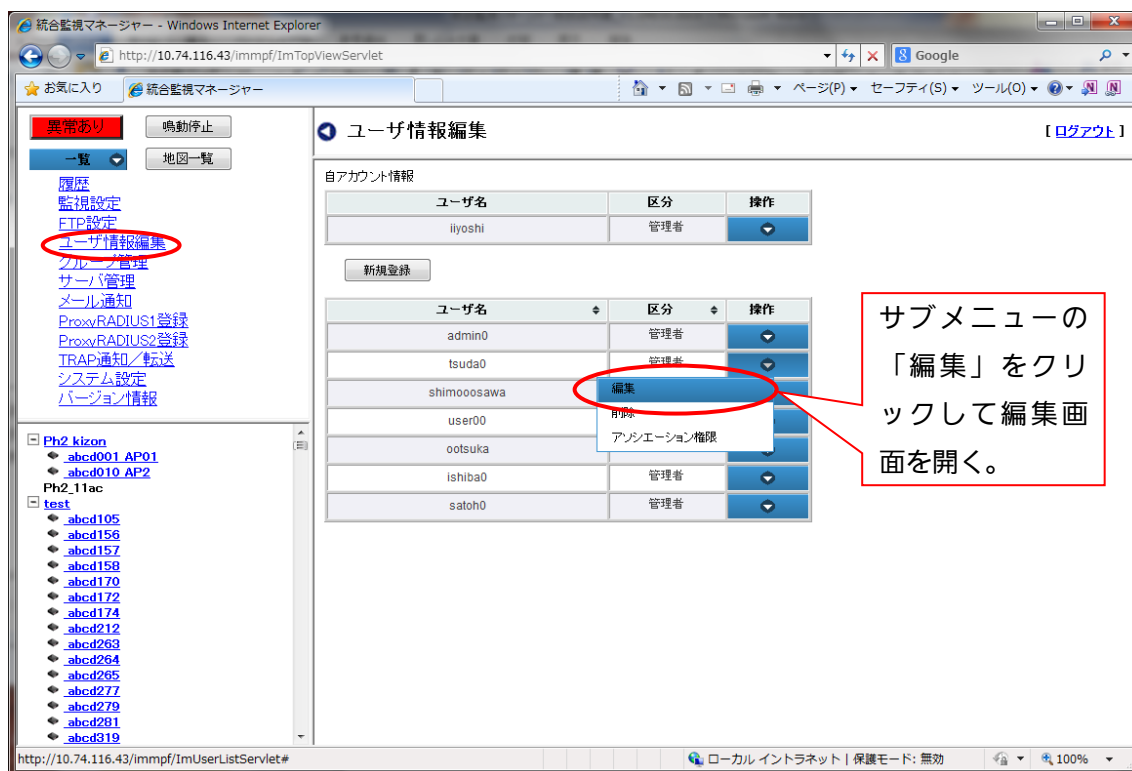 統合監視マネージャー - Windows Internet Explorer
http://10.74.116.43/immpf/ImTopViewServlet
Google
お気に入り
統合監視マネージャー
ページ(P)
セーフティ(S)
ツール(O)
異常あり
鳴動停止
一覧
地図一覧
履歴
監視設定
FTP設定
ユーザ情報編集
グループ管理
サーバ管理
メール通知
ProxyRADIUS1登録
ProxyRADIUS2登録
TRAP通知／転送
システム設定
バージョン情報
Ph2 kizon
abcd001 AP01
abcd010 AP2
Ph2_11ac
test
abcd105
abcd156
abcd157
abcd158
abcd170
abcd172
abcd174
abcd212
abcd263
abcd264
abcd265
abcd277
abcd279
abcd281
abcd319
ユーザ情報編集
[ ログアウト ]
自アカウント情報
ユーザ名 区分 操作
iiyoshi 管理者
新規登録
ユーザ名 区分 操作
admin0 管理者
tsuda0 管理者
shimooosawa
user00
ootsuka
ishiba0 管理者
satoh0 管理者
編集
削除
アソシエーション権限
サブメニューの
「編集」をクリ
ックして編集画
面を開く。
http://10.74.116.43/immpf/ImUserListServlet#
ローカル イントラネット | 保護モード: 無効
100%